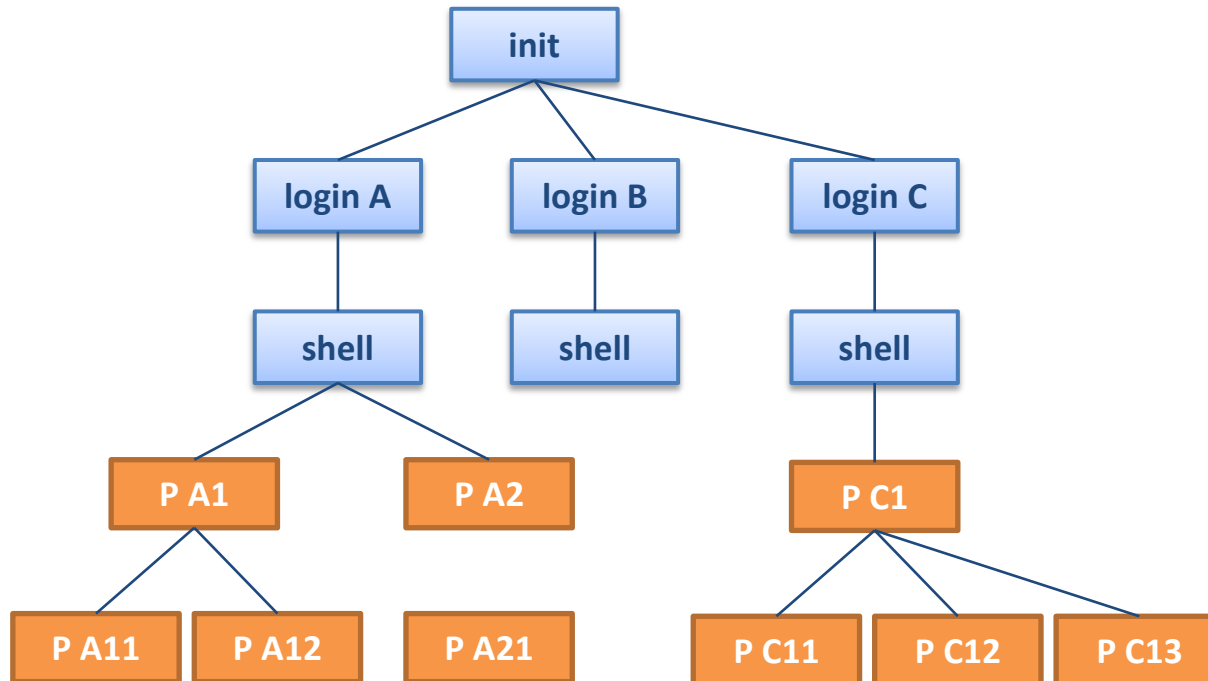 init
login A
login B
login C
shell
shell
shell
P A1
P A2
P C1
P A11
P A12
P A21
P C11
P C12
P C13